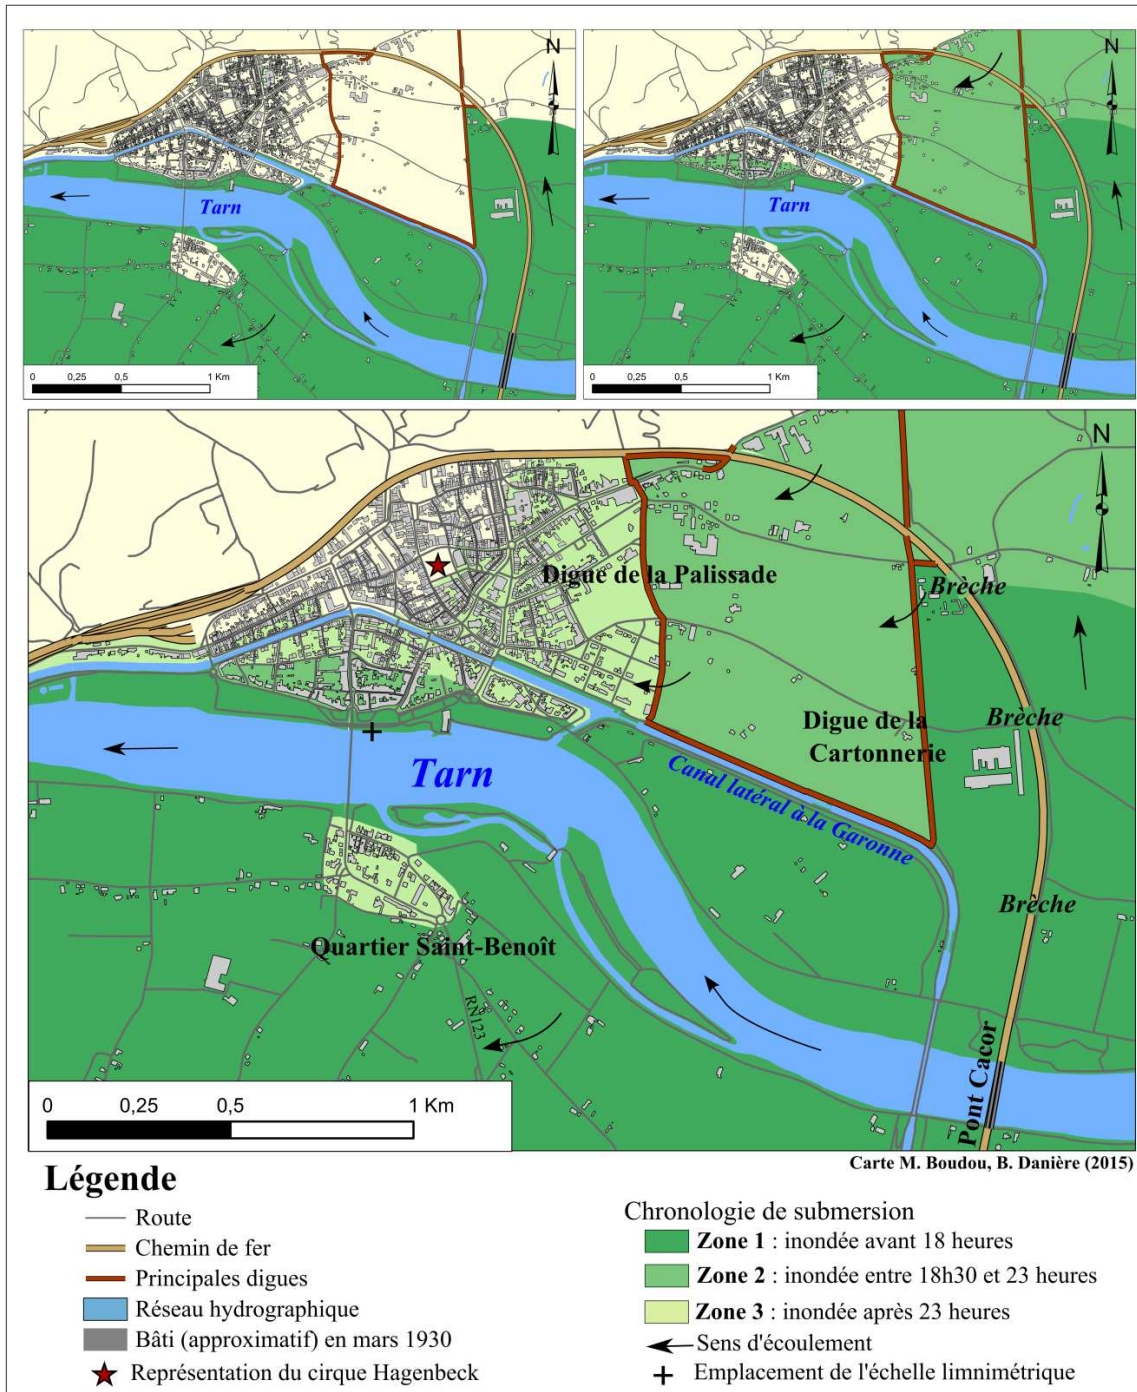 N
Tarn
0 0,25 0,5 1 Km
N
Tarn
0 0,25 0,5 1 Km
N
Digue de la Palissade
Brèche
Brèche
Digue de la
Cartonnerie
Tarn
Canal latéral à la Garonne
Brèche
Quartier Saint-Benoît
RN123
Pont Cacor
0 0,25 0,5 1 Km
Carte M. Boudou, B. Danière (2015)
Légende
Route
Chemin de fer
Principales digues
Réseau hydrographique
Bâti (approximatif) en mars 1930
Représentation du cirque Hagenbeck
Chronologie de submersion
Zone 1 : inondée avant 18 heures
Zone 2 : inondée entre 18h30 et 23 heures
Zone 3 : inondée après 23 heures
Sens d'écoulement
Emplacement de l'échelle limnimétrique